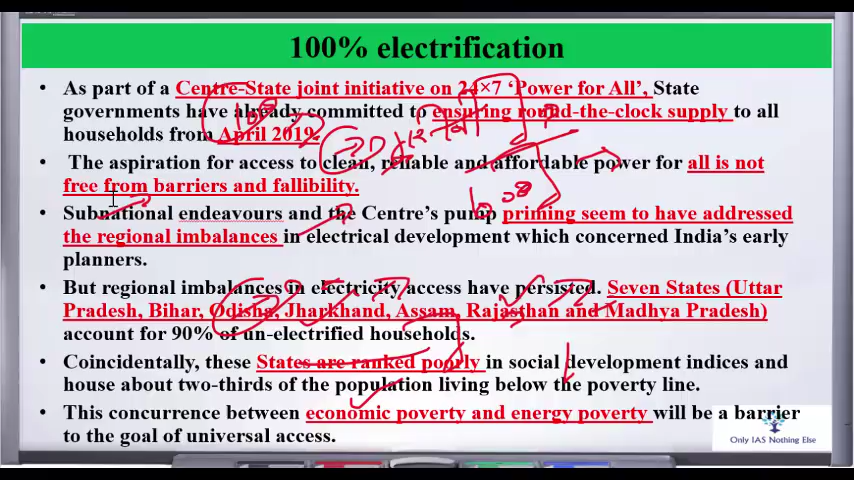 100% electrification
• As part of a Centre-State joint initiative on 24×7 ‘Power for All’, State
governments have already committed to ensuring round-the-clock supply to all
households from April 2019.
• The aspiration for access to clean, reliable and affordable power for all is not
free from barriers and fallibility.
• Subnational endeavours and the Centre’s pump priming seem to have addressed
the regional imbalances in electrical development which concerned India’s early
planners.
• But regional imbalances in electricity access have persisted. Seven States (Uttar
Pradesh, Bihar, Odisha, Jharkhand, Assam, Rajasthan and Madhya Pradesh)
account for 90% of un-electrified households.
• Coincidentally, these States are ranked poorly in social development indices and
house about two-thirds of the population living below the poverty line.
• This concurrence between economic poverty and energy poverty will be a barrier
to the goal of universal access.
Only IAS Nothing Else